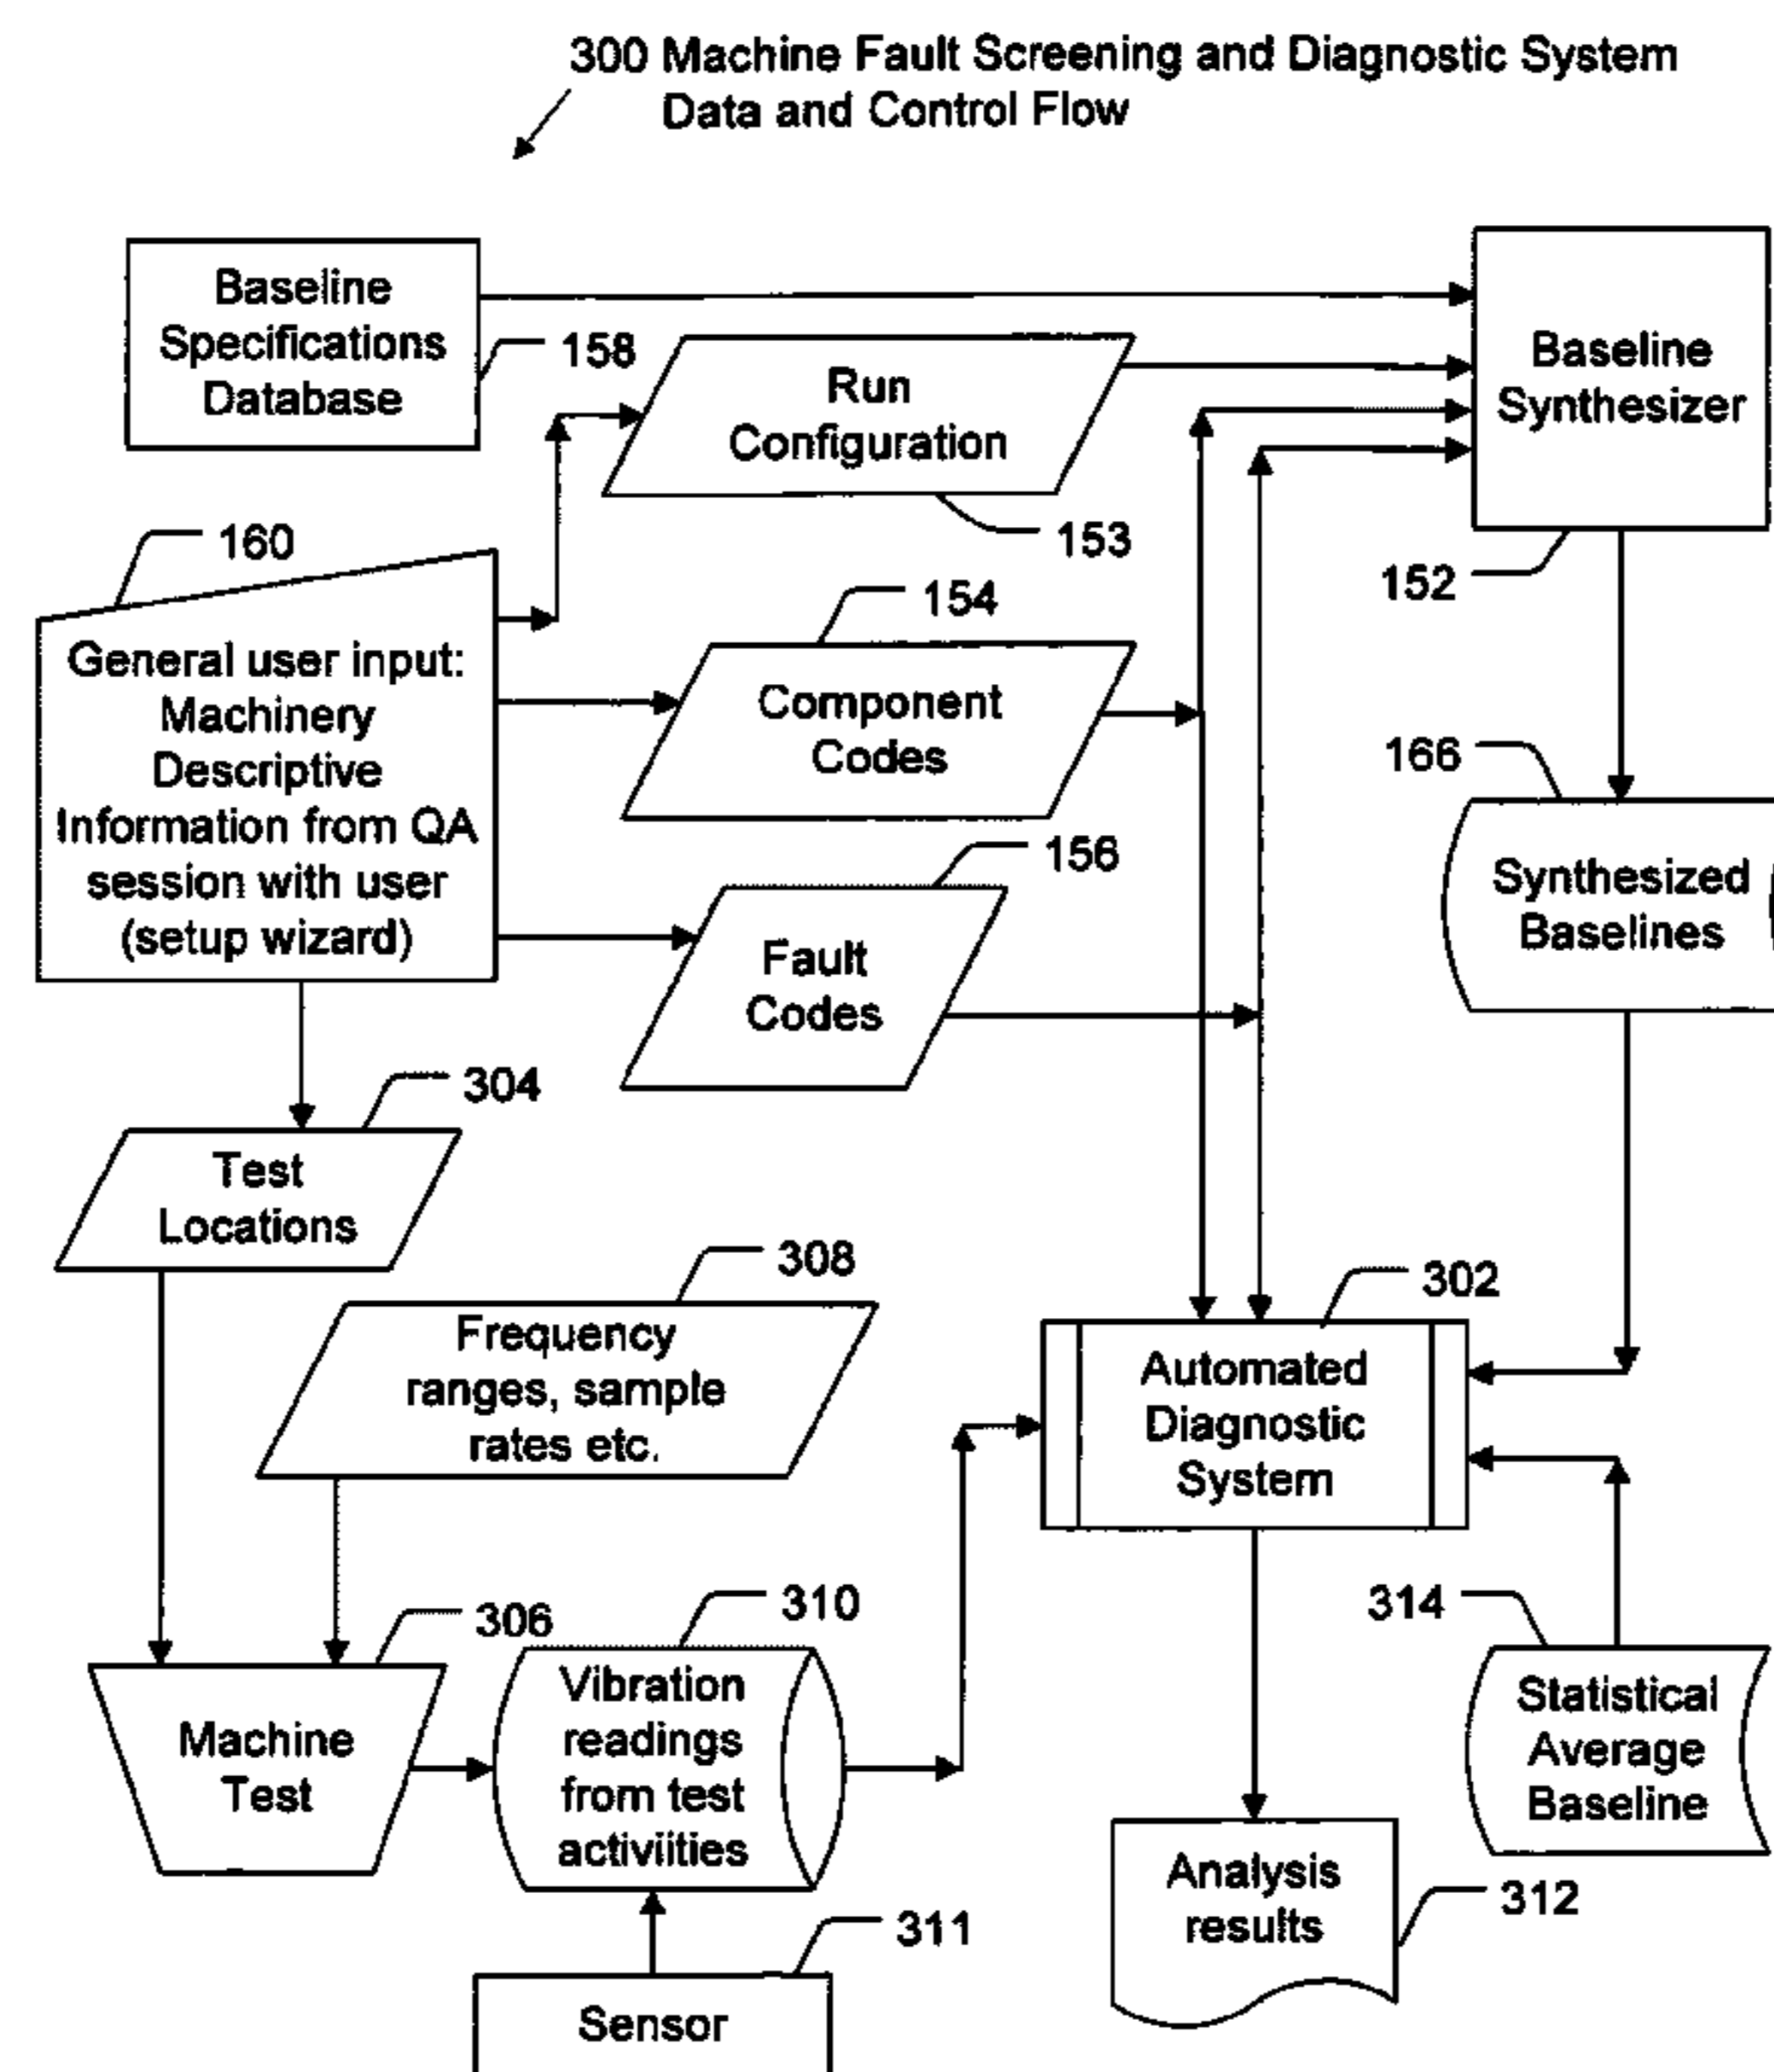 300 Machine Fault Screening and Diagnostic System
Data and Control Flow
Baseline
Specifications
Database
158
Run
Configuration
153
Baseline
Synthesizer
152
160
General user input:
Machinery
Descriptive
Information from QA
session with user
(setup wizard)
154
Component
Codes
156
Fault
Codes
166
Synthesized
Baselines
304
Test
Locations
308
Frequency
ranges, sample
rates etc.
302
Automated
Diagnostic
System
306
Machine
Test
310
Vibration
readings
from test
activiities
314
Statistical
Average
Baseline
Analysis
results
312
311
Sensor